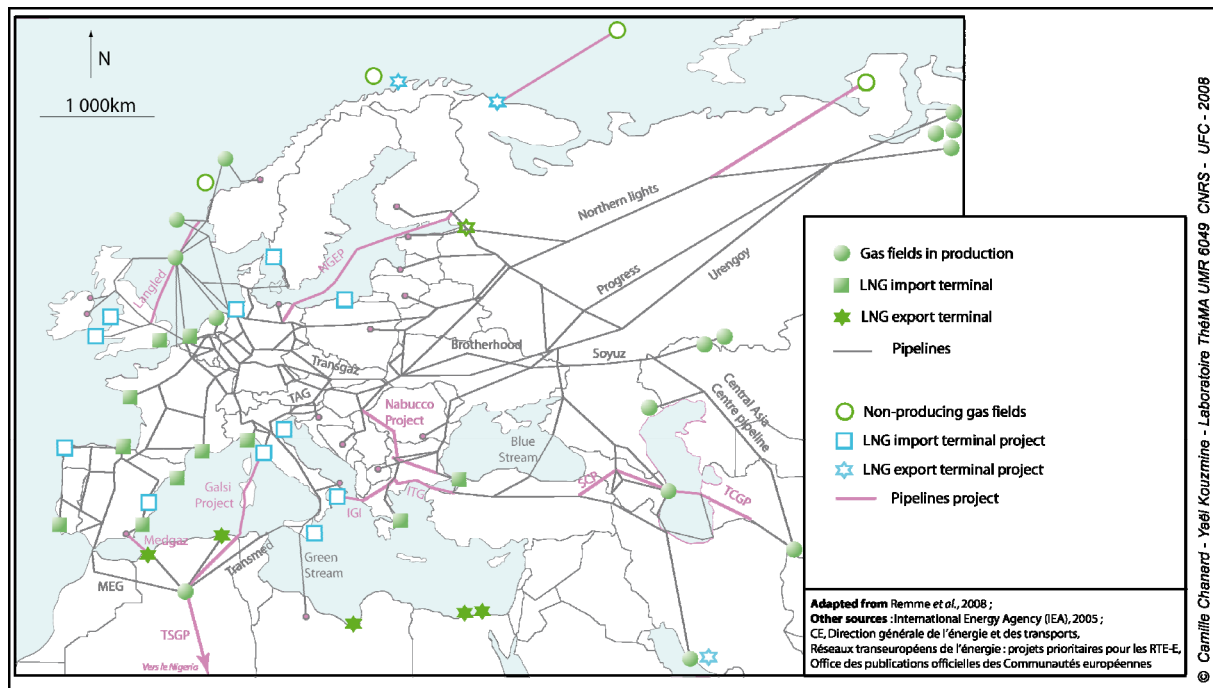 N
1 000km
Northern lights
NGEP
Langled
Progress
Urengoy
Brotherhood
Soyuz
Transgaz
TAG
Central Asia
Centre pipeline
Nabucco
Project
Blue
Stream
SCP
TCGP
ITG
IGI
Galsi
Project
Medgaz
Transmed
Green
Stream
MEG
TSGP
Vers le Nigeria
Gas fields in production
LNG import terminal
LNG export terminal
Pipelines
Non-producing gas fields
LNG import terminal project
LNG export terminal project
Pipelines project
Adapted from Remme et al., 2008 ;
Other sources : International Energy Agency (IEA), 2005 ;
CE, Direction générale de l'énergie et des transports,
Réseaux transeuropéens de l'énergie : projets prioritaires pour les RTE-E,
Office des publications officielles des Communautés européennes
© Camille Chanard - Yael Kouzmine - Laboratoire ThéMA UMR 6049 CNRS - UFC - 2008